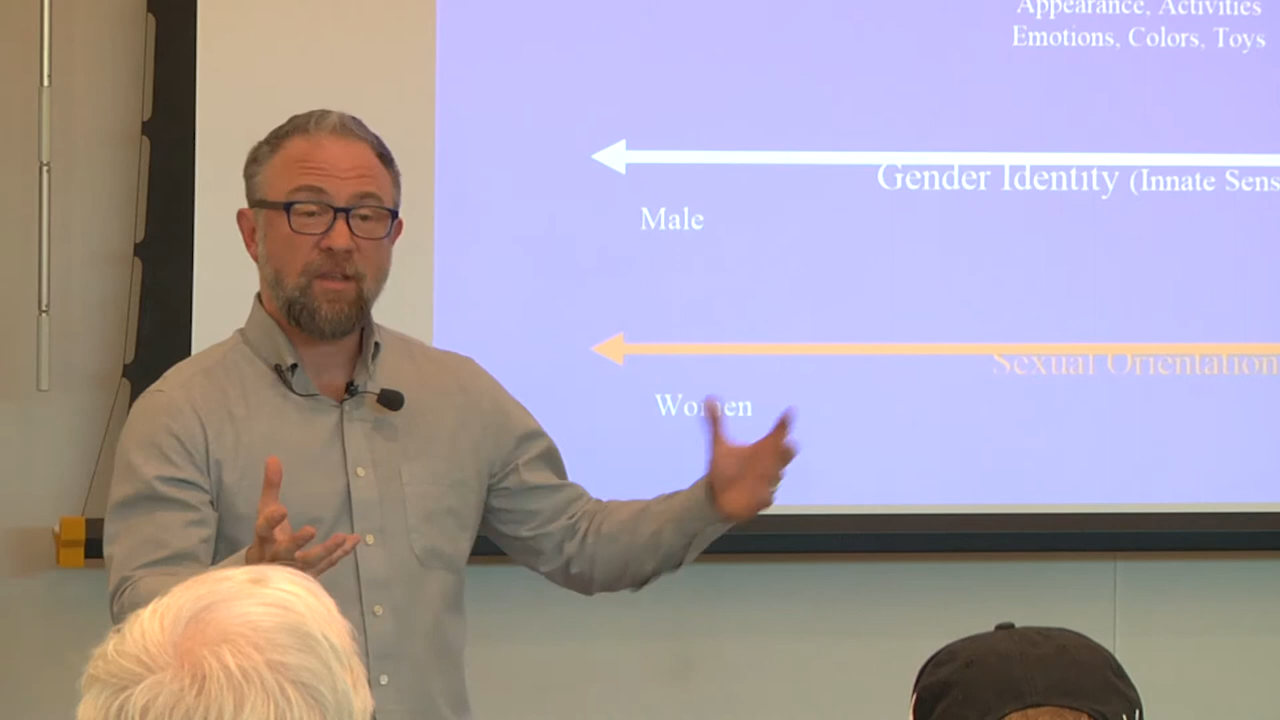 Appearance, Activities
Emotions, Colors, Toys
Gender Identity (Innate Sens
Male
Sexual Orientation
Women